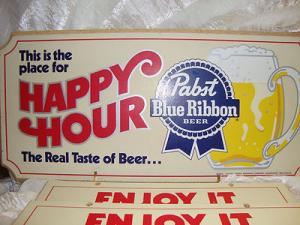 This is the
place for
HAPPY
HOUR
The Real Taste of Beer...
Pabst
Blue Ribbon
BEER
ENJOY IT
ENJOY IT